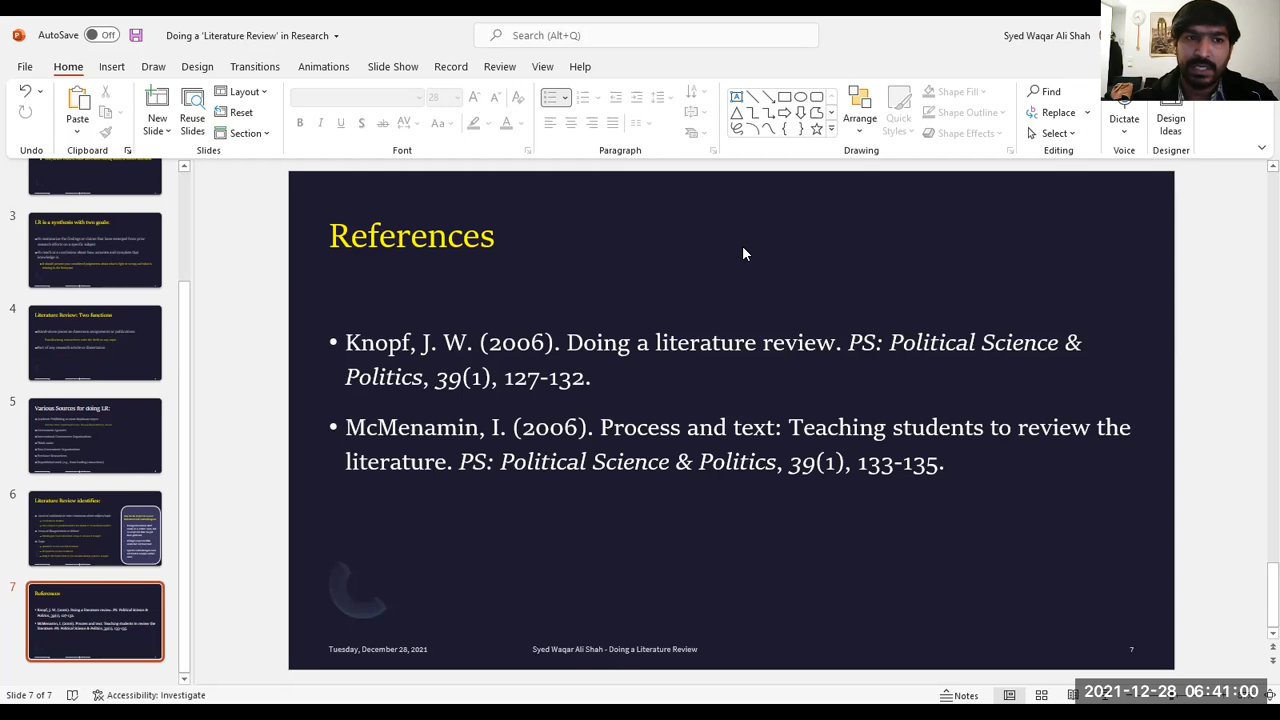 AutoSave Off Doing a 'Literature Review' in Research Search (Alt+Q) Syed Waqar Ali Shah
File Home Insert Draw Design Transitions Animations Slide Show Record Review View Help
Paste New Slide Reuse Slides Layout Reset Section 28 Arrange Quick Styles Shape Fill Shape Outline Shape Effects Find Replace Select Dictate Design Ideas
Undo Clipboard Slides Font Paragraph Drawing Editing Voice Designer
3
LR is a synthesis with two goals:
4
Literature Review: Two functions
5
Various Sources for doing LR:
6
Literature Review identifies:
7
References
References
• Knopf, J. W. (2006). Doing a literature review. PS: Political Science &
Politics, 39(1), 127-132.
• McMenamin, I. (2006). Process and text: Teaching students to review the
literature. PS: Political Science & Politics, 39(1), 133-135.
Tuesday, December 28, 2021 Syed Waqar Ali Shah - Doing a Literature Review 7
Slide 7 of 7 Accessibility: Investigate Notes
2021-12-28 06:41:00